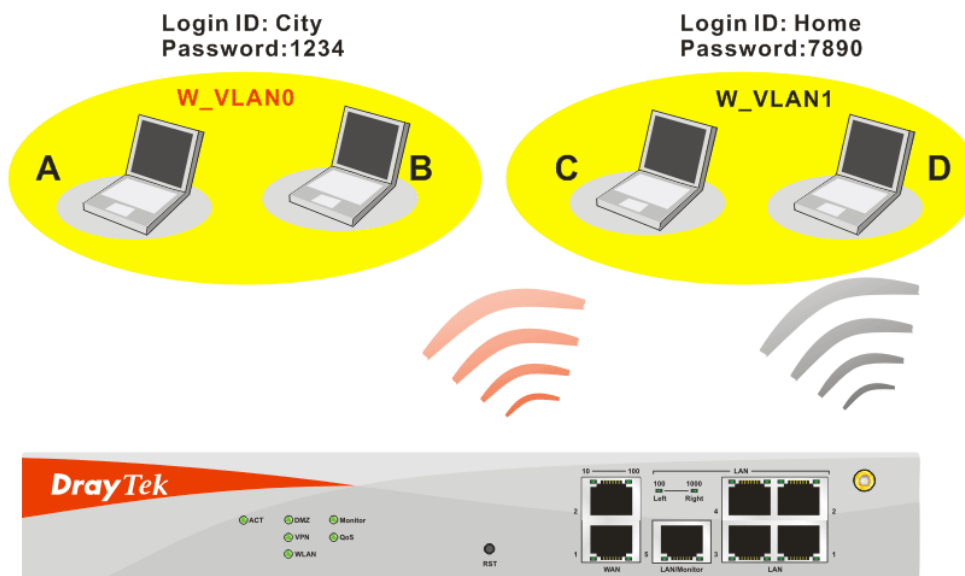 Login ID: City
Password:1234
Login ID: Home
Password:7890
W_VLAN0
W_VLAN1
A
B
C
D
DrayTek
ACT
DMZ
Monitor
VPN
QoS
WLAN
RST
10
100
2
1
WAN
LAN
100
1000
Left
Right
5
LAN/Monitor
4
2
3
1
LAN